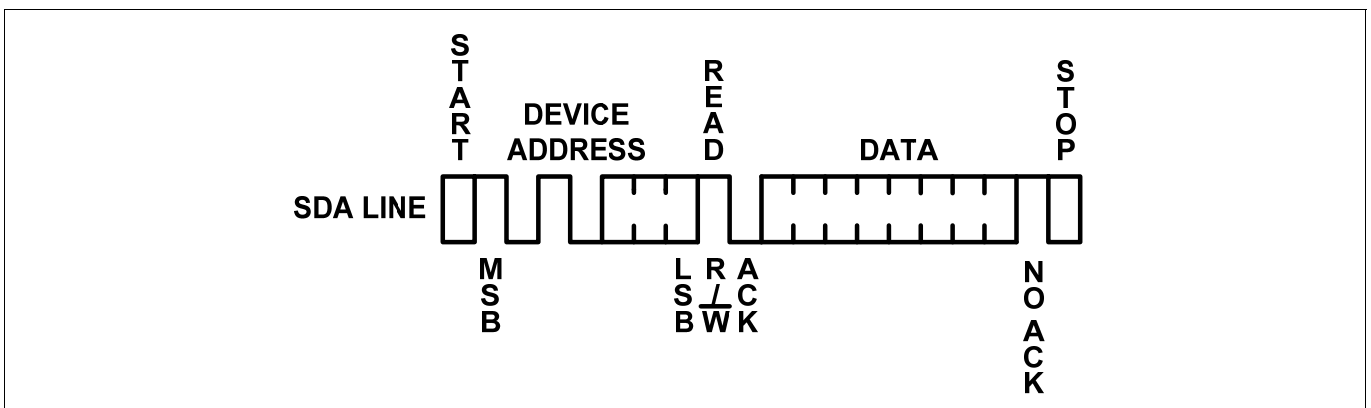 START
DEVICE
ADDRESS
READ
DATA
STOP
SDA LINE
MSB
LSB
R/W
ACK
NO ACK